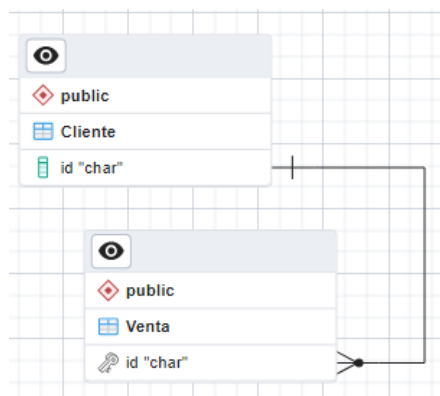 public
Cliente
id "char"
public
Venta
id "char"